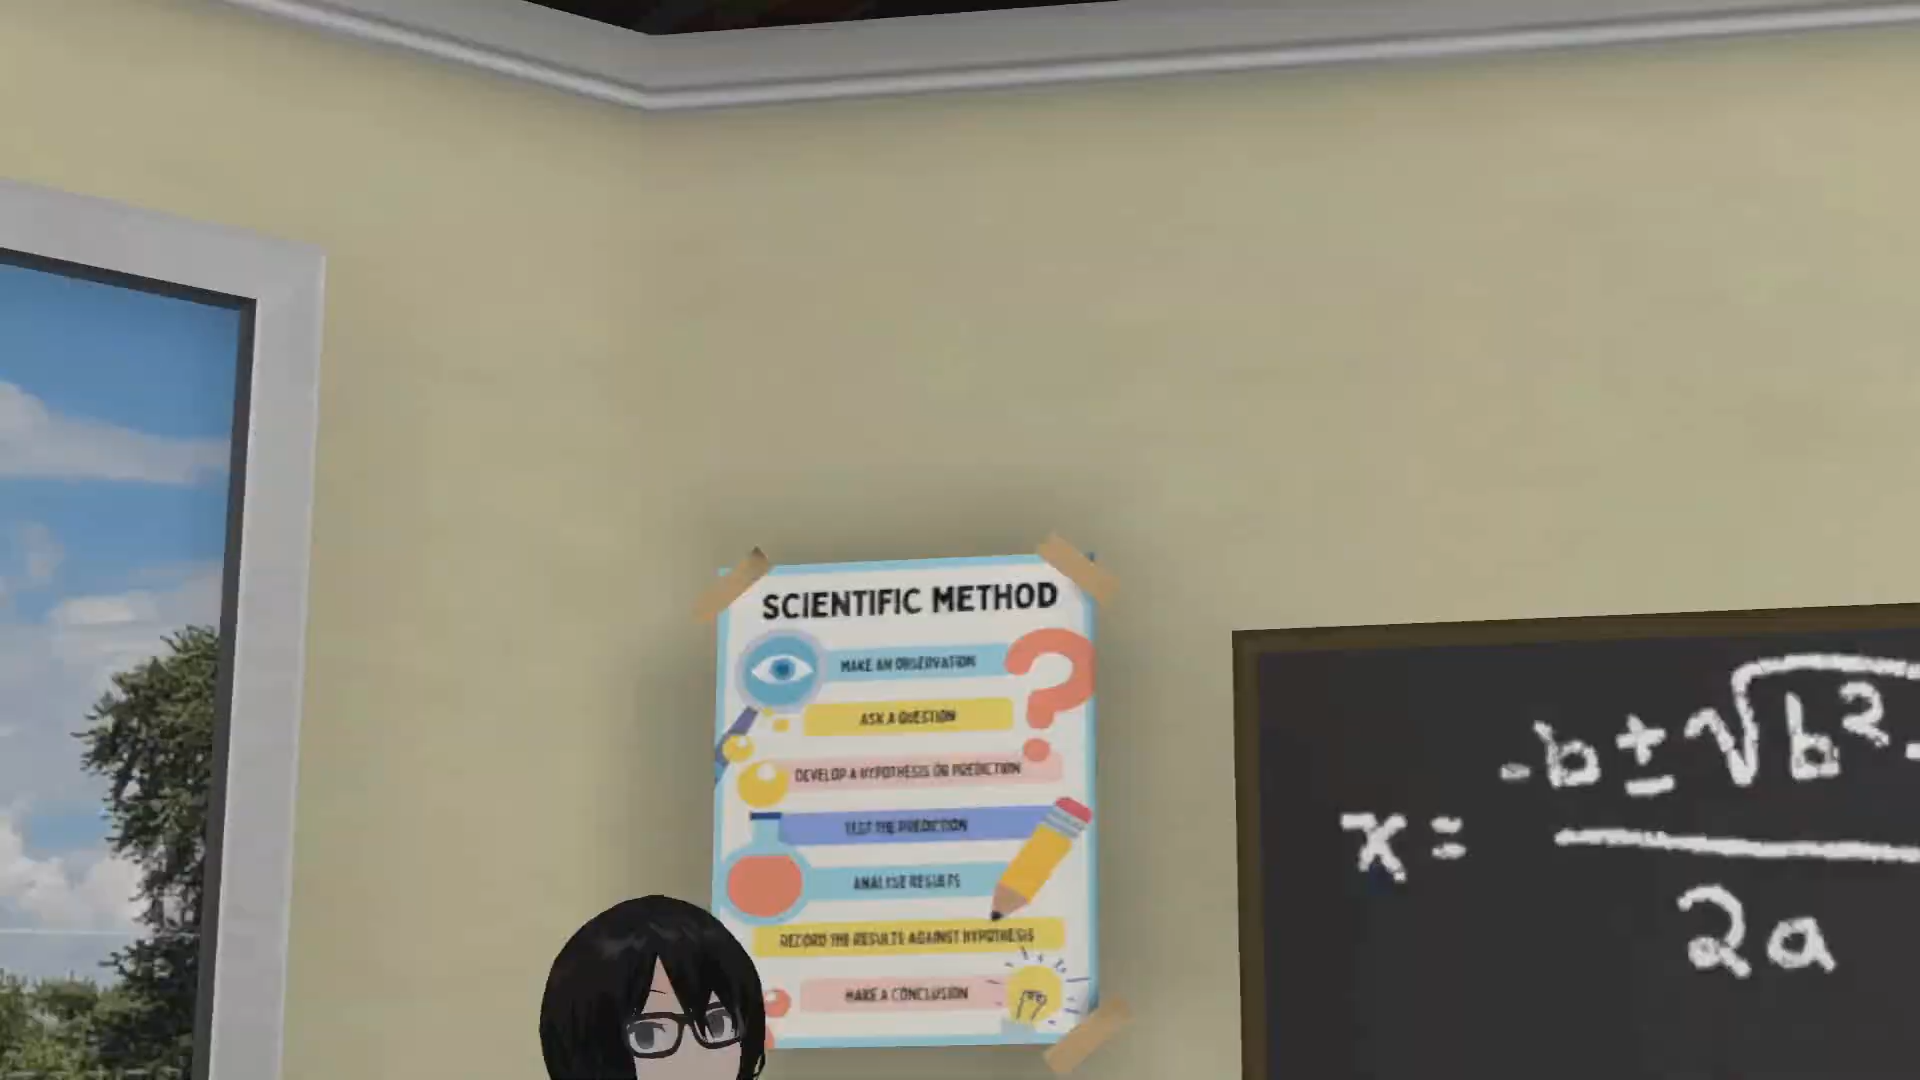 SCIENTIFIC METHOD
MAKE AN OBSERVATION
ASK A QUESTION
DEVELOP A HYPOTHESIS OR PREDICTION
TEST THE PREDICTION
ANALYSE RESULTS
RECORD THE RESULTS AGAINST HYPOTHESIS
MAKE A CONCLUSION
-b±√b²-
x=
2a